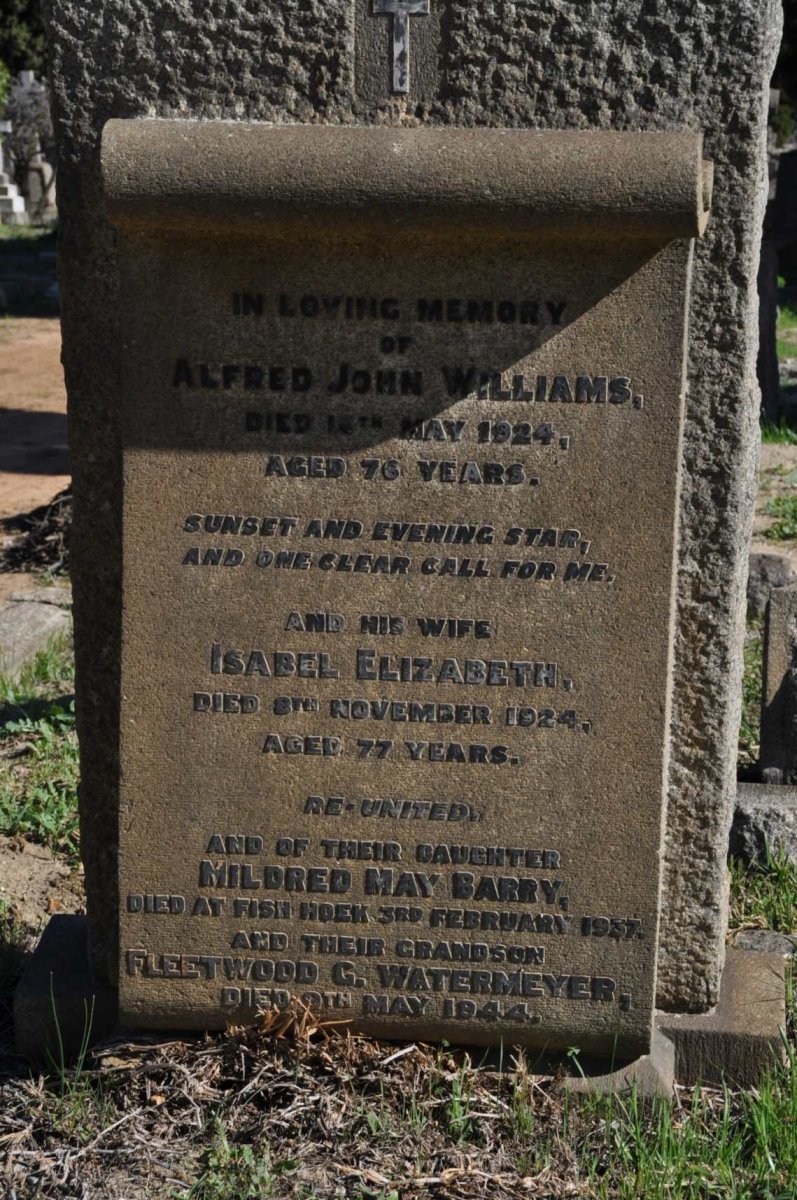 IN LOVING MEMORY
OF
ALFRED JOHN WILLIAMS,
DIED MAY 1924,
AGED 76 YEARS.
SUNSET AND EVENING STAR,
AND ONE CLEAR CALL FOR ME.
AND HIS WIFE
ISABEL ELIZABETH,
DIED 8TH NOVEMBER 1924,
AGED 77 YEARS.
RE-UNITED.
AND OF THEIR DAUGHTER
MILDRED MAY BARRY,
DIED AT FISH HOEK 3RD FEBRUARY 1937.
AND THEIR GRANDSON
FLEETWOOD G. WATERMEYER,
DIED MAY 1944.